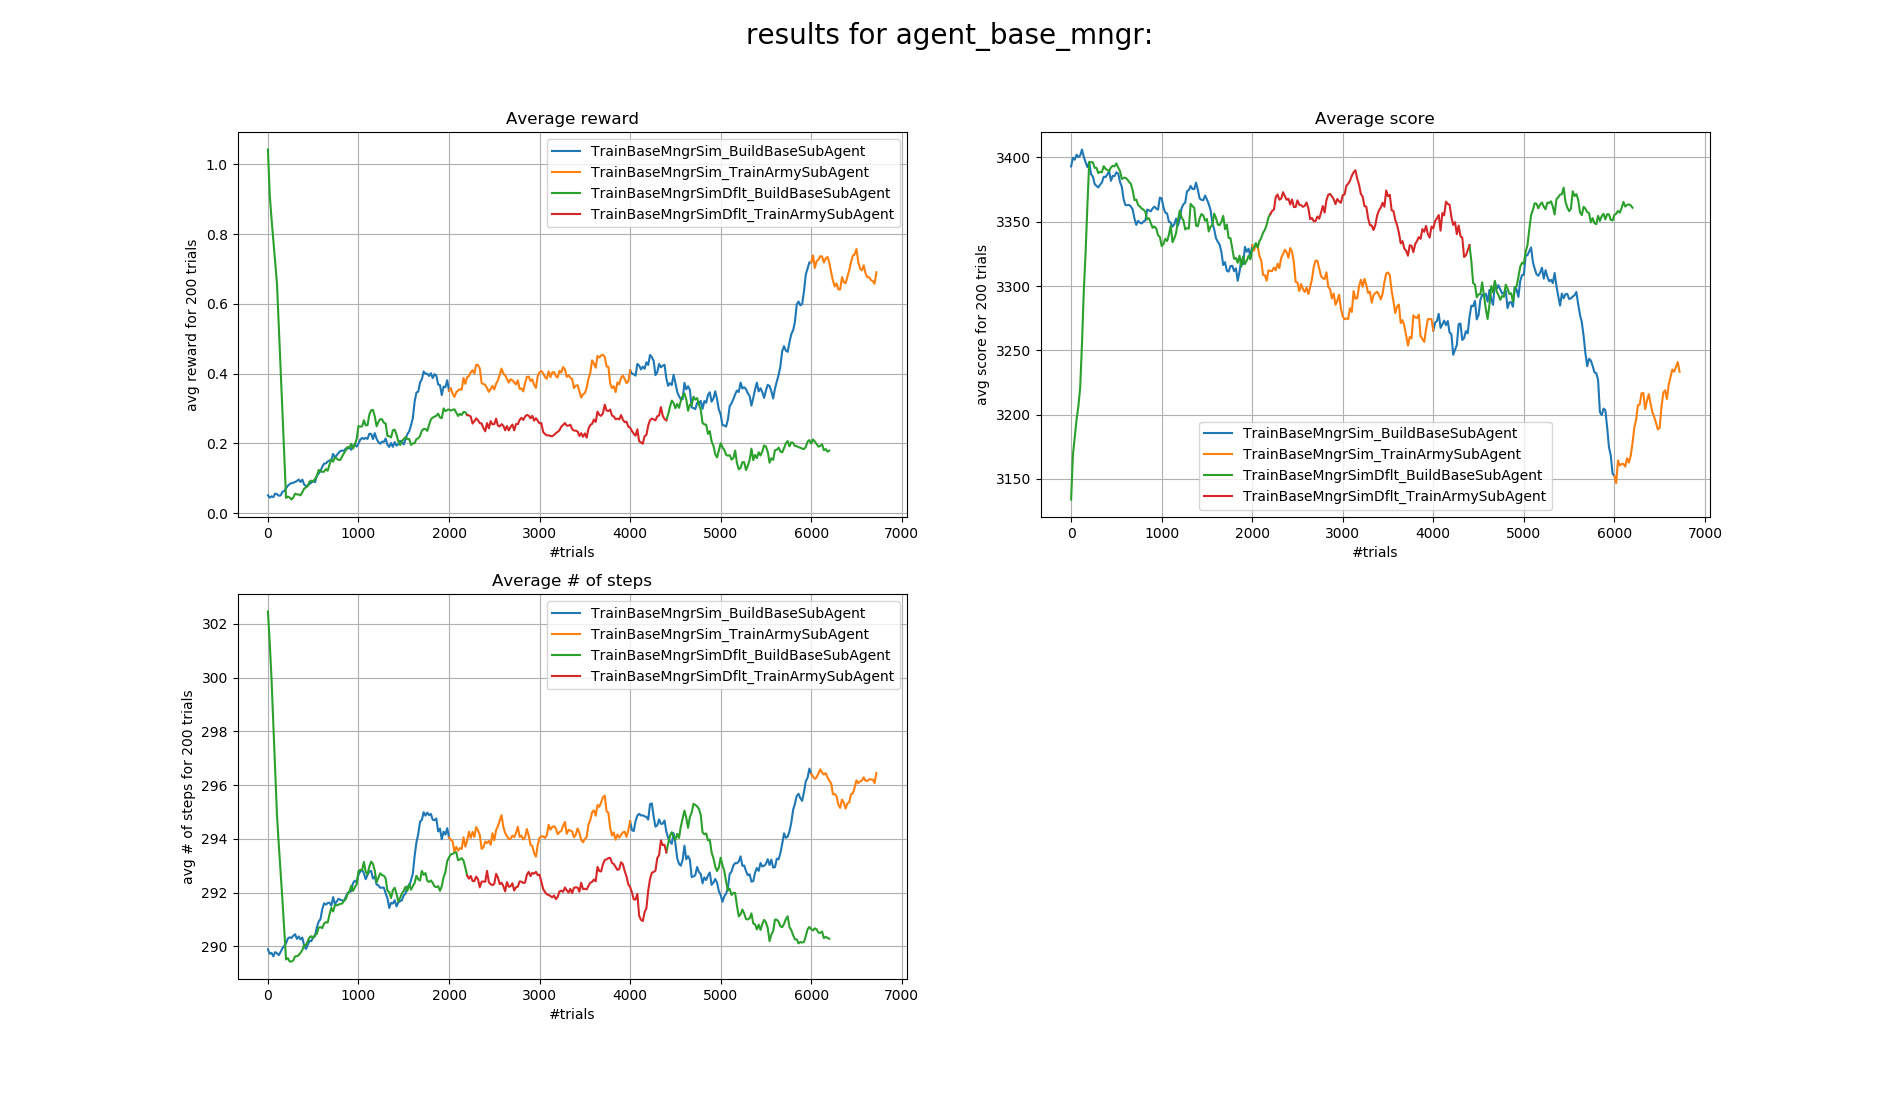 results for agent_base_mngr:
Average reward
avg reward for 200 trials
1.0
0.8
0.6
0.4
0.2
0.0
TrainBaseMngrSim_BuildBaseSubAgent
TrainBaseMngrSim_TrainArmySubAgent
TrainBaseMngrSimDflt_BuildBaseSubAgent
TrainBaseMngrSimDflt_TrainArmySubAgent
0 1000 2000 3000 4000 5000 6000 7000
#trials
Average score
avg score for 200 trials
3400
3350
3300
3250
3200
3150
TrainBaseMngrSim_BuildBaseSubAgent
TrainBaseMngrSim_TrainArmySubAgent
TrainBaseMngrSimDflt_BuildBaseSubAgent
TrainBaseMngrSimDflt_TrainArmySubAgent
0 1000 2000 3000 4000 5000 6000 7000
#trials
Average # of steps
avg # of steps for 200 trials
302
300
298
296
294
292
290
TrainBaseMngrSim_BuildBaseSubAgent
TrainBaseMngrSim_TrainArmySubAgent
TrainBaseMngrSimDflt_BuildBaseSubAgent
TrainBaseMngrSimDflt_TrainArmySubAgent
0 1000 2000 3000 4000 5000 6000 7000
#trials